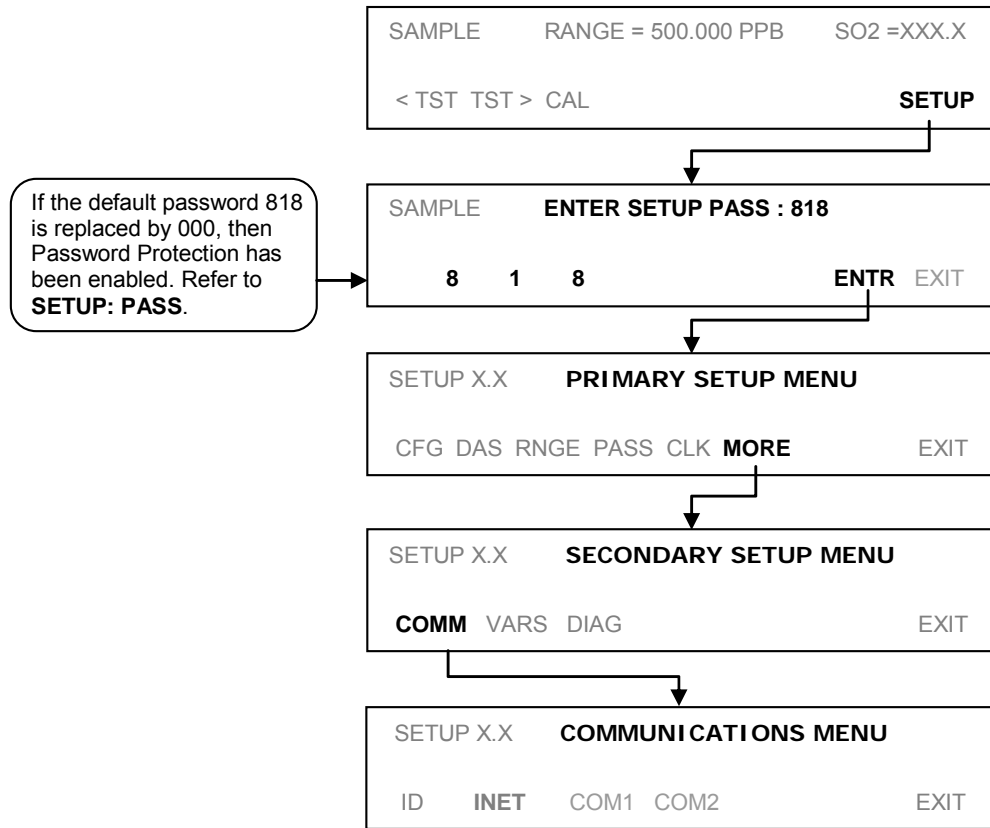 SAMPLE RANGE = 500.000 PPB SO2 =XXX.X
< TST TST > CAL SETUP
If the default password 818
is replaced by 000, then
Password Protection has
been enabled. Refer to
SETUP: PASS.
SAMPLE ENTER SETUP PASS : 818
8 1 8 ENTR EXIT
SETUP X.X PRIMARY SETUP MENU
CFG DAS RNGE PASS CLK MORE EXIT
SETUP X.X SECONDARY SETUP MENU
COMM VARS DIAG EXIT
SETUP X.X COMMUNICATIONS MENU
ID INET COM1 COM2 EXIT